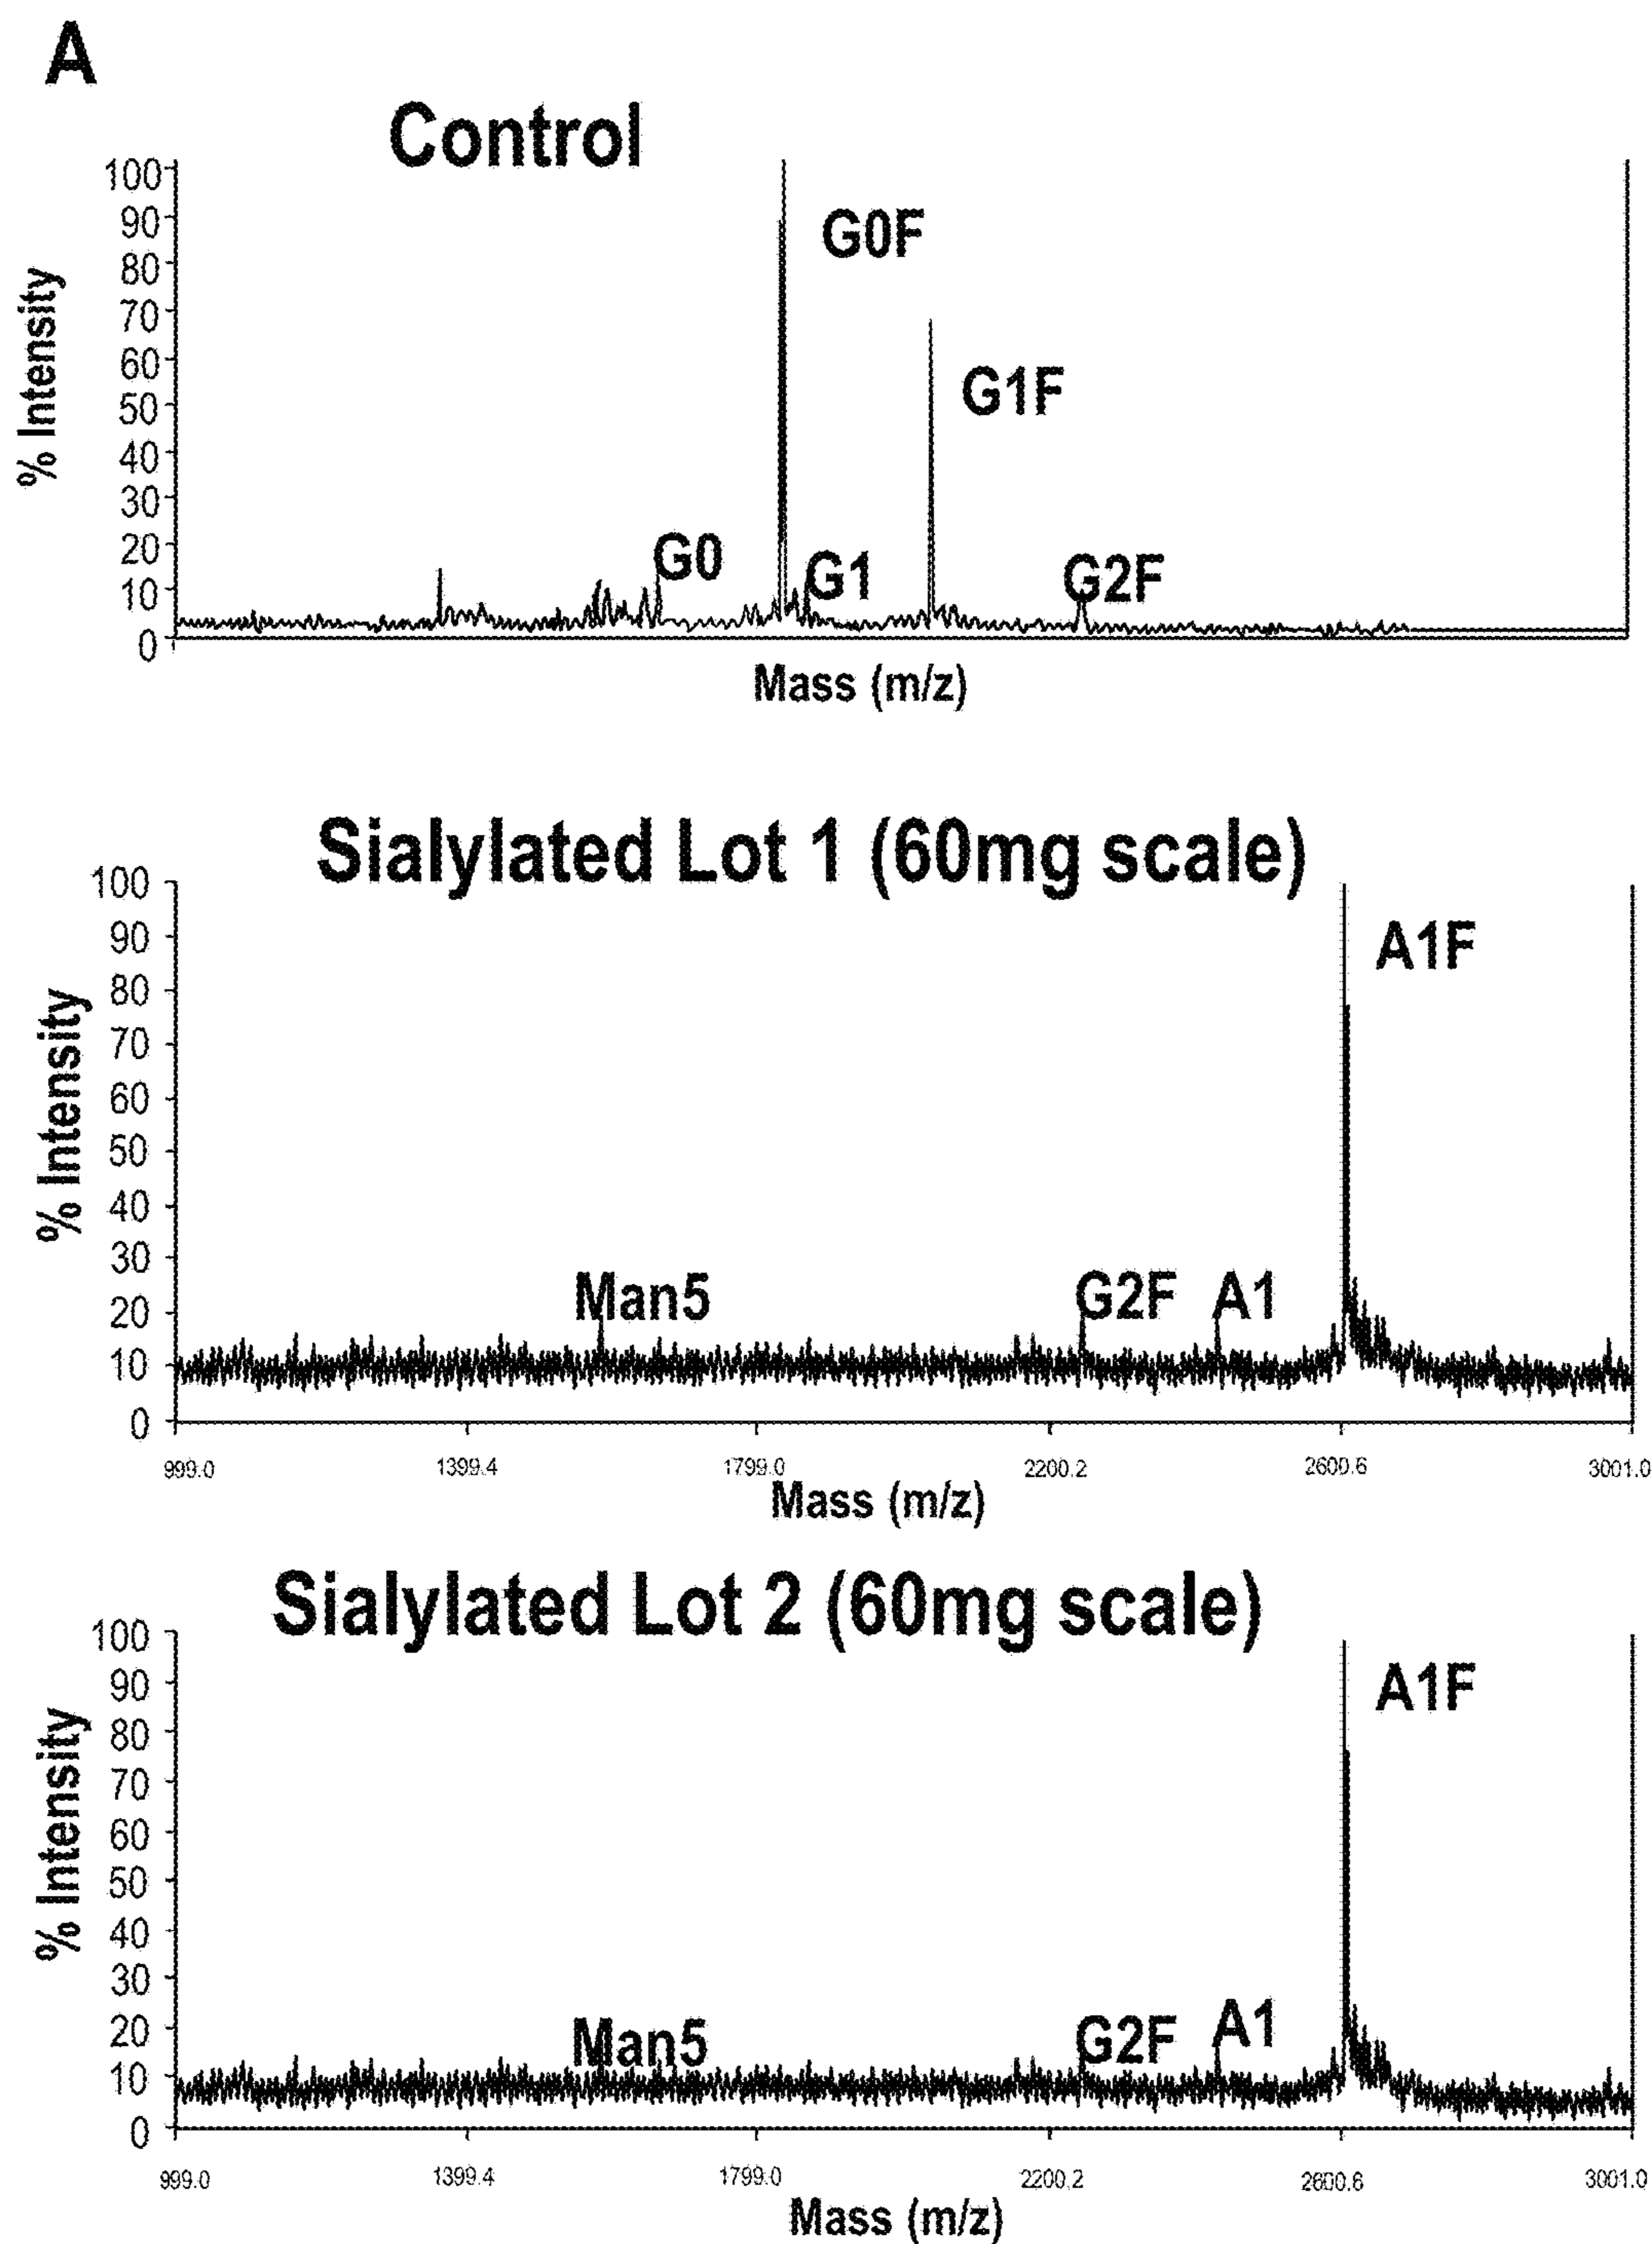 A
Control
% Intensity
100
90
80
70
60
50
40
30
20
10
0
G0F
G1F
G0
G1
G2F
Mass (m/z)
Sialylated Lot 1 (60mg scale)
% Intensity
100
90
80
70
60
50
40
30
20
10
0
A1F
Man5
G2F
A1
999.0
1399.4
1799.0
2200.2
2600.6
3001.0
Mass (m/z)
Sialylated Lot 2 (60mg scale)
% Intensity
100
90
80
70
60
50
40
30
20
10
0
A1F
Man5
G2F
A1
999.0
1399.4
1799.0
2200.2
2600.6
3001.0
Mass (m/z)